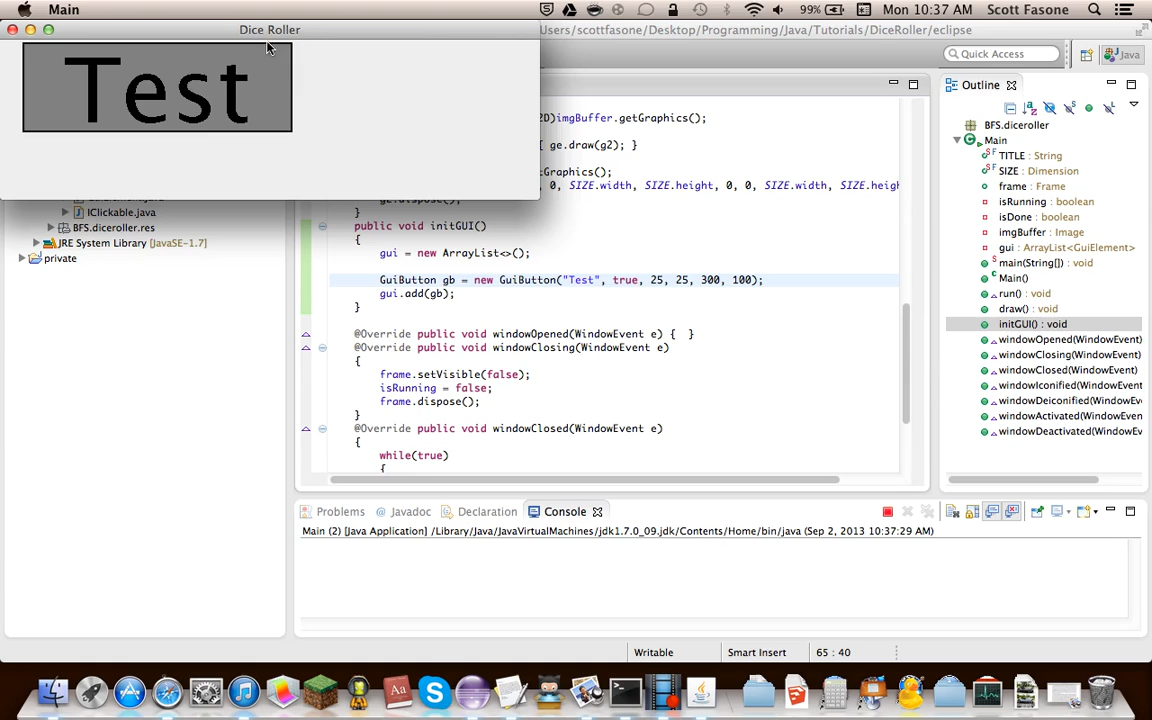 Main
99%
Mon 10:37 AM
Scott Fasone
Dice Roller
/Users/scottfasone/Desktop/Programming/Java/Tutorials/DiceRoller/eclipse
Test
Quick Access
Java
Outline
2D)imgBuffer.getGraphics();
{ ge.draw(g2); }
tGraphics();
, 0, SIZE.width, SIZE.height, 0, 0, SIZE.width, SIZE.heigh
}
public void initGUI()
{
gui = new ArrayList<>();
GuiButton gb = new GuiButton("Test", true, 25, 25, 300, 100);
gui.add(gb);
}
@Override public void windowOpened(WindowEvent e) { }
@Override public void windowClosing(WindowEvent e)
{
frame.setVisible(false);
isRunning = false;
frame.dispose();
}
@Override public void windowClosed(WindowEvent e)
{
while(true)
{
IClickable.java
BFS.diceroller.res
JRE System Library [JavaSE-1.7]
private
BFS.diceroller
Main
TITLE : String
SIZE : Dimension
frame : Frame
isRunning : boolean
isDone : boolean
imgBuffer : Image
gui : ArrayList<GuiElement>
main(String[]) : void
Main()
run() : void
draw() : void
initGUI() : void
windowOpened(WindowEvent)
windowClosing(WindowEvent)
windowClosed(WindowEvent)
windowIconified(WindowEvent
windowDeiconified(WindowEve
windowActivated(WindowEvent
windowDeactivated(WindowEv
Problems
Javadoc
Declaration
Console
Main (2) [Java Application] /Library/Java/JavaVirtualMachines/jdk1.7.0_09.jdk/Contents/Home/bin/java (Sep 2, 2013 10:37:29 AM)
Writable
Smart Insert
65 : 40